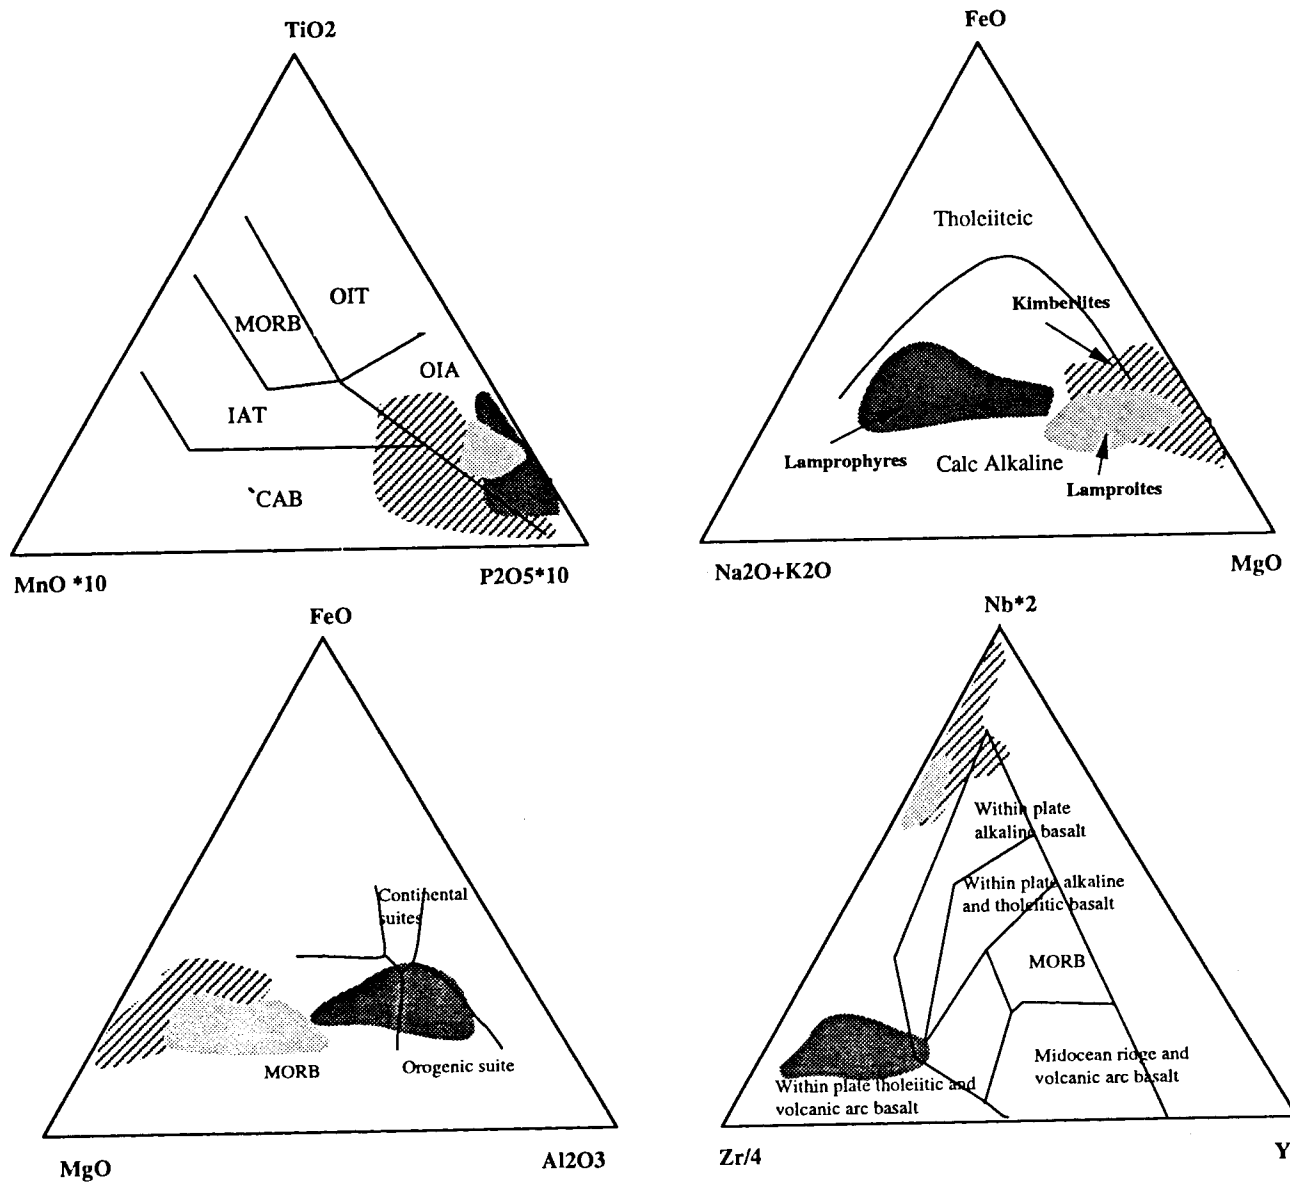 TiO2
OIT
MORB
OIA
IAT
`CAB
MnO *10
P2O5*10
FeO
Tholeiiteic
Kimberlites
Lamprophyres
Calc Alkaline
Lamproites
Na2O+K2O
MgO
FeO
Continental
suites
MORB
Orogenic suite
MgO
Al2O3
Nb*2
Within plate
alkaline basalt
Within plate alkaline
and tholeiitic basalt
MORB
Midocean ridge and
volcanic arc basalt
Within plate tholeiitic and
volcanic arc basalt
Zr/4
Y